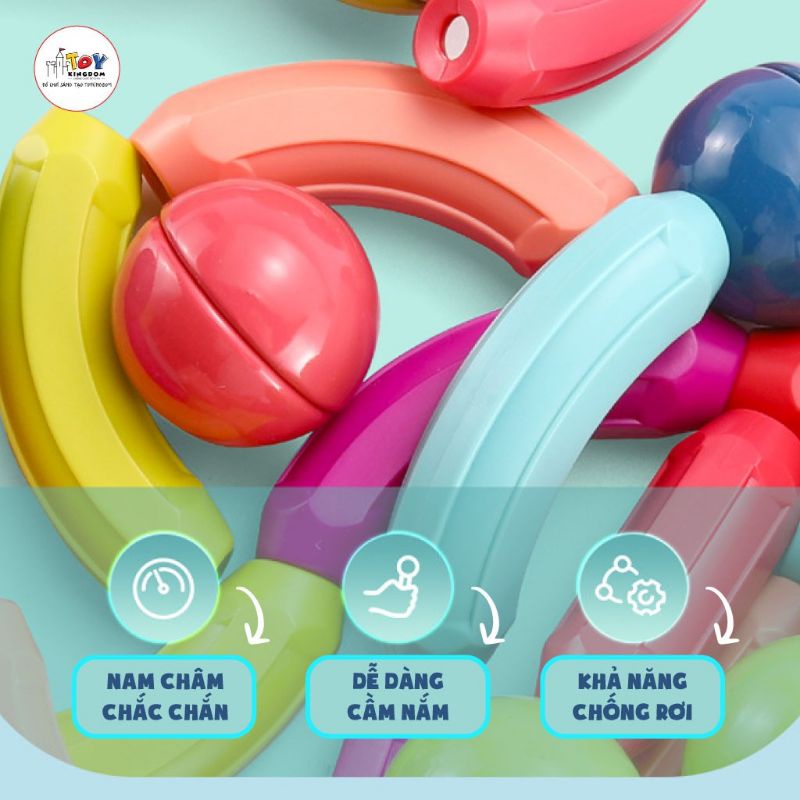 TOY
KINGDOM
NAM CHÂM
CHẮC CHẮN
DỄ DÀNG
CẦM NẮM
KHẢ NĂNG
CHỐNG RƠI